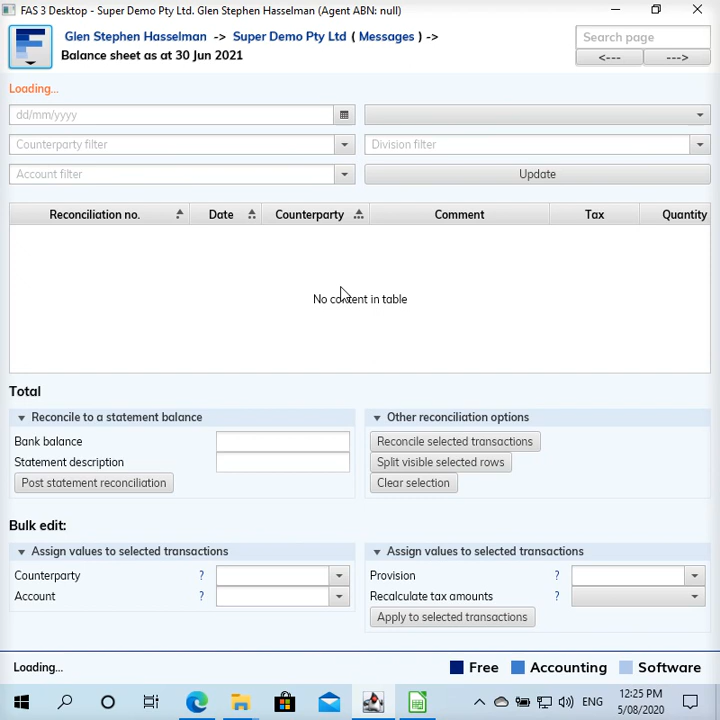 FAS 3 Desktop - Super Demo Pty Ltd. Glen Stephen Hasselman (Agent ABN: null)
Glen Stephen Hasselman -> Super Demo Pty Ltd ( Messages ) ->
Search page
Balance sheet as at 30 Jun 2021
<--- --->
Loading...
dd/mm/yyyy
Counterparty filter Division filter
Account filter Update
Reconciliation no. Date Counterparty Comment Tax Quantity
No content in table
Total
Reconcile to a statement balance Other reconciliation options
Bank balance Reconcile selected transactions
Statement description Split visible selected rows
Post statement reconciliation Clear selection
Bulk edit:
Assign values to selected transactions Assign values to selected transactions
Counterparty ? Provision ?
Account ? Recalculate tax amounts ?
Apply to selected transactions
Loading... Free Accounting Software
ENG 12:25 PM
5/08/2020